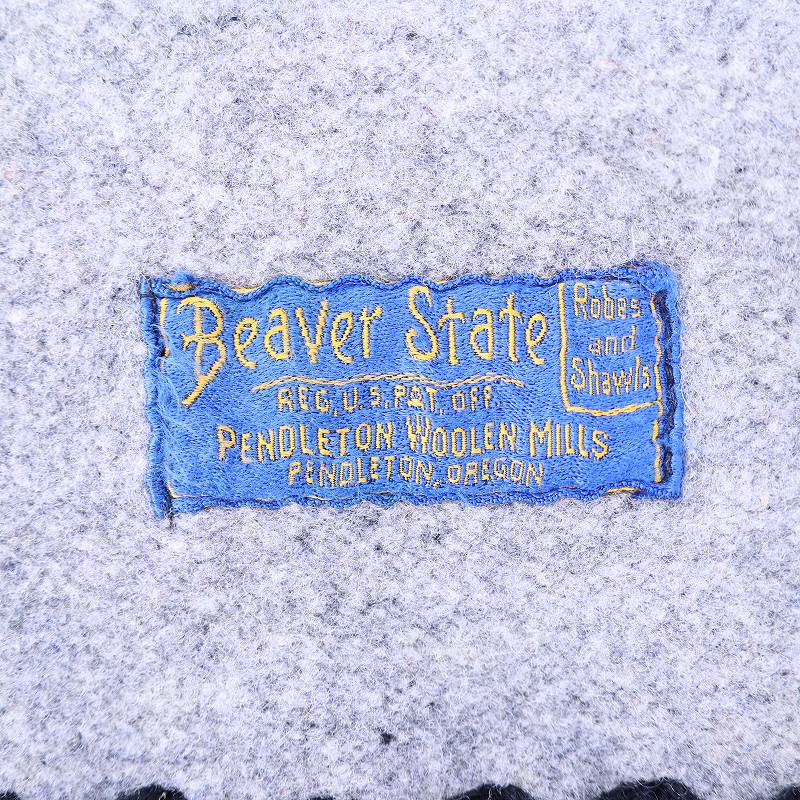 Beaver State
Robes
and
Shawls
REG. U.S. PAT. OFF.
PENDLETON WOOLEN MILLS
PENDLETON, OREGON